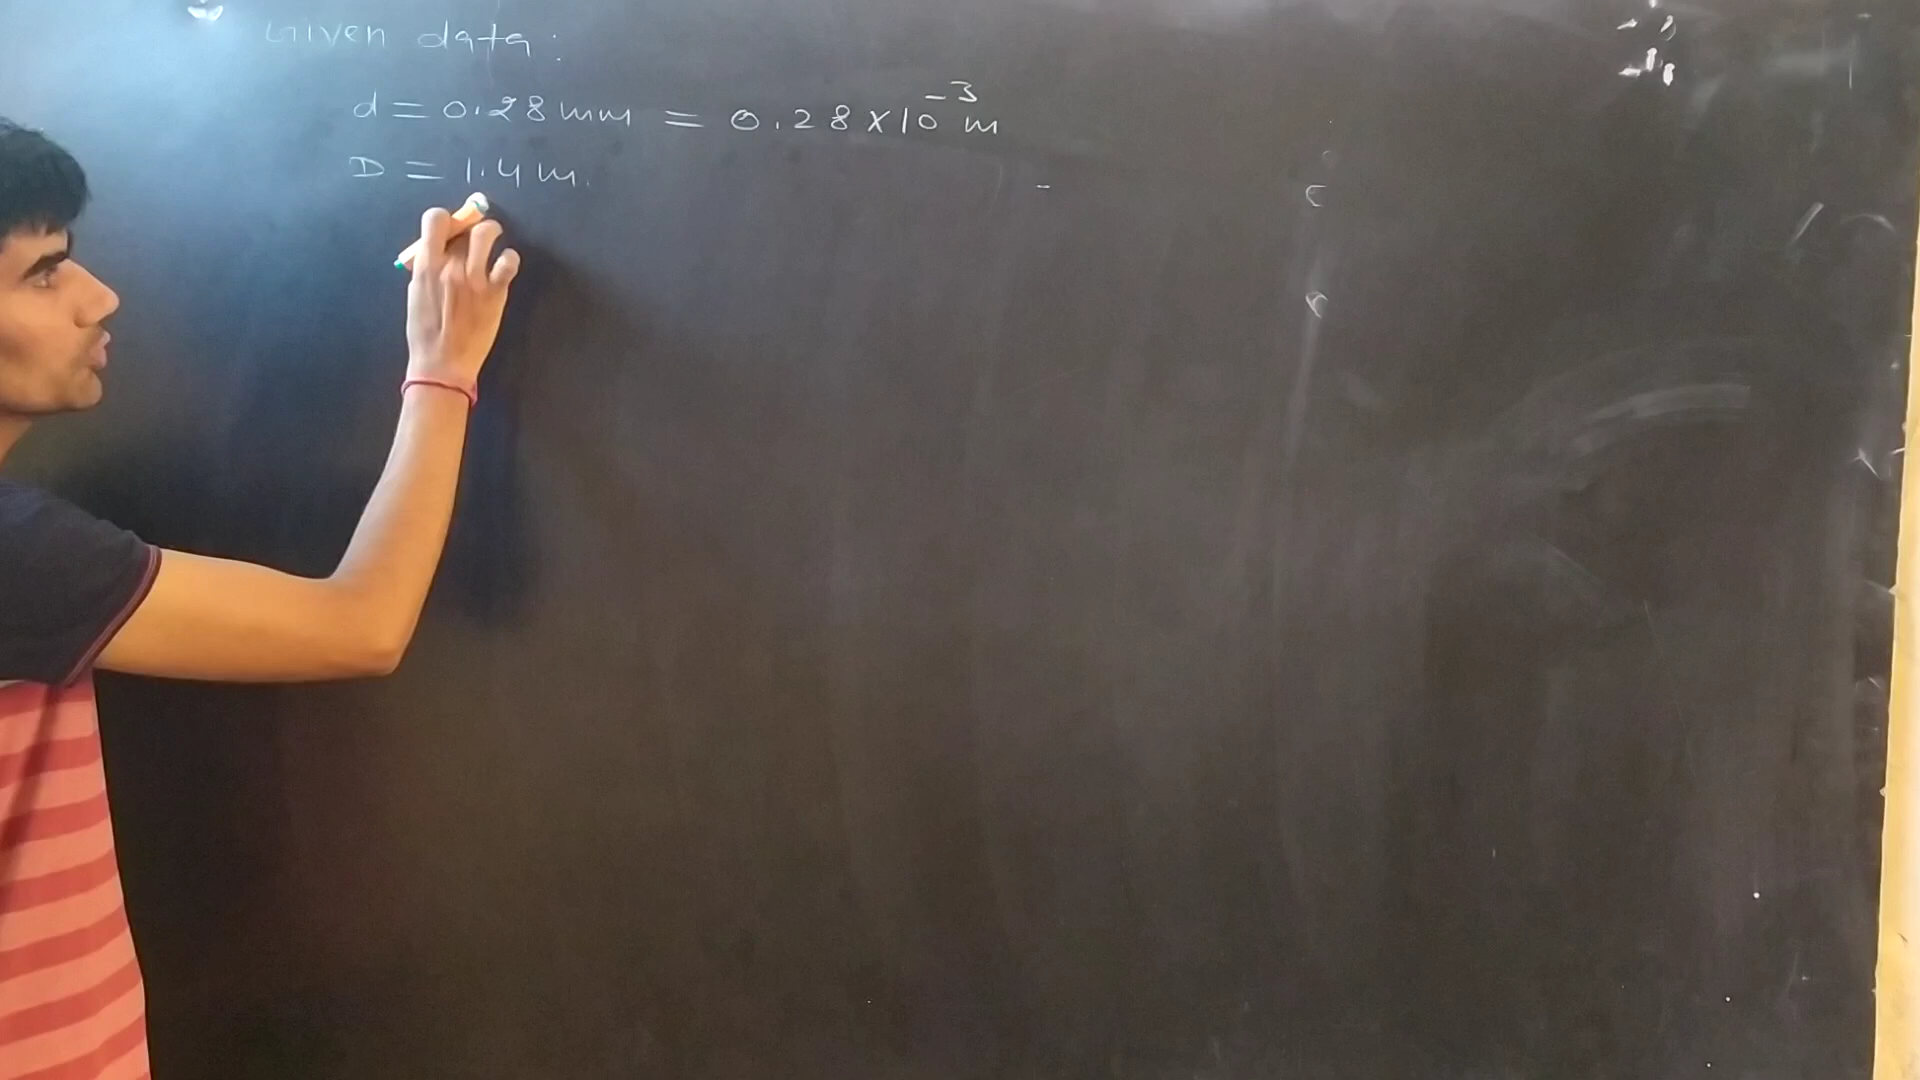 Given data:
d = 0.28 mm = 0.28 × 10⁻³ m
D = 1.4 m.